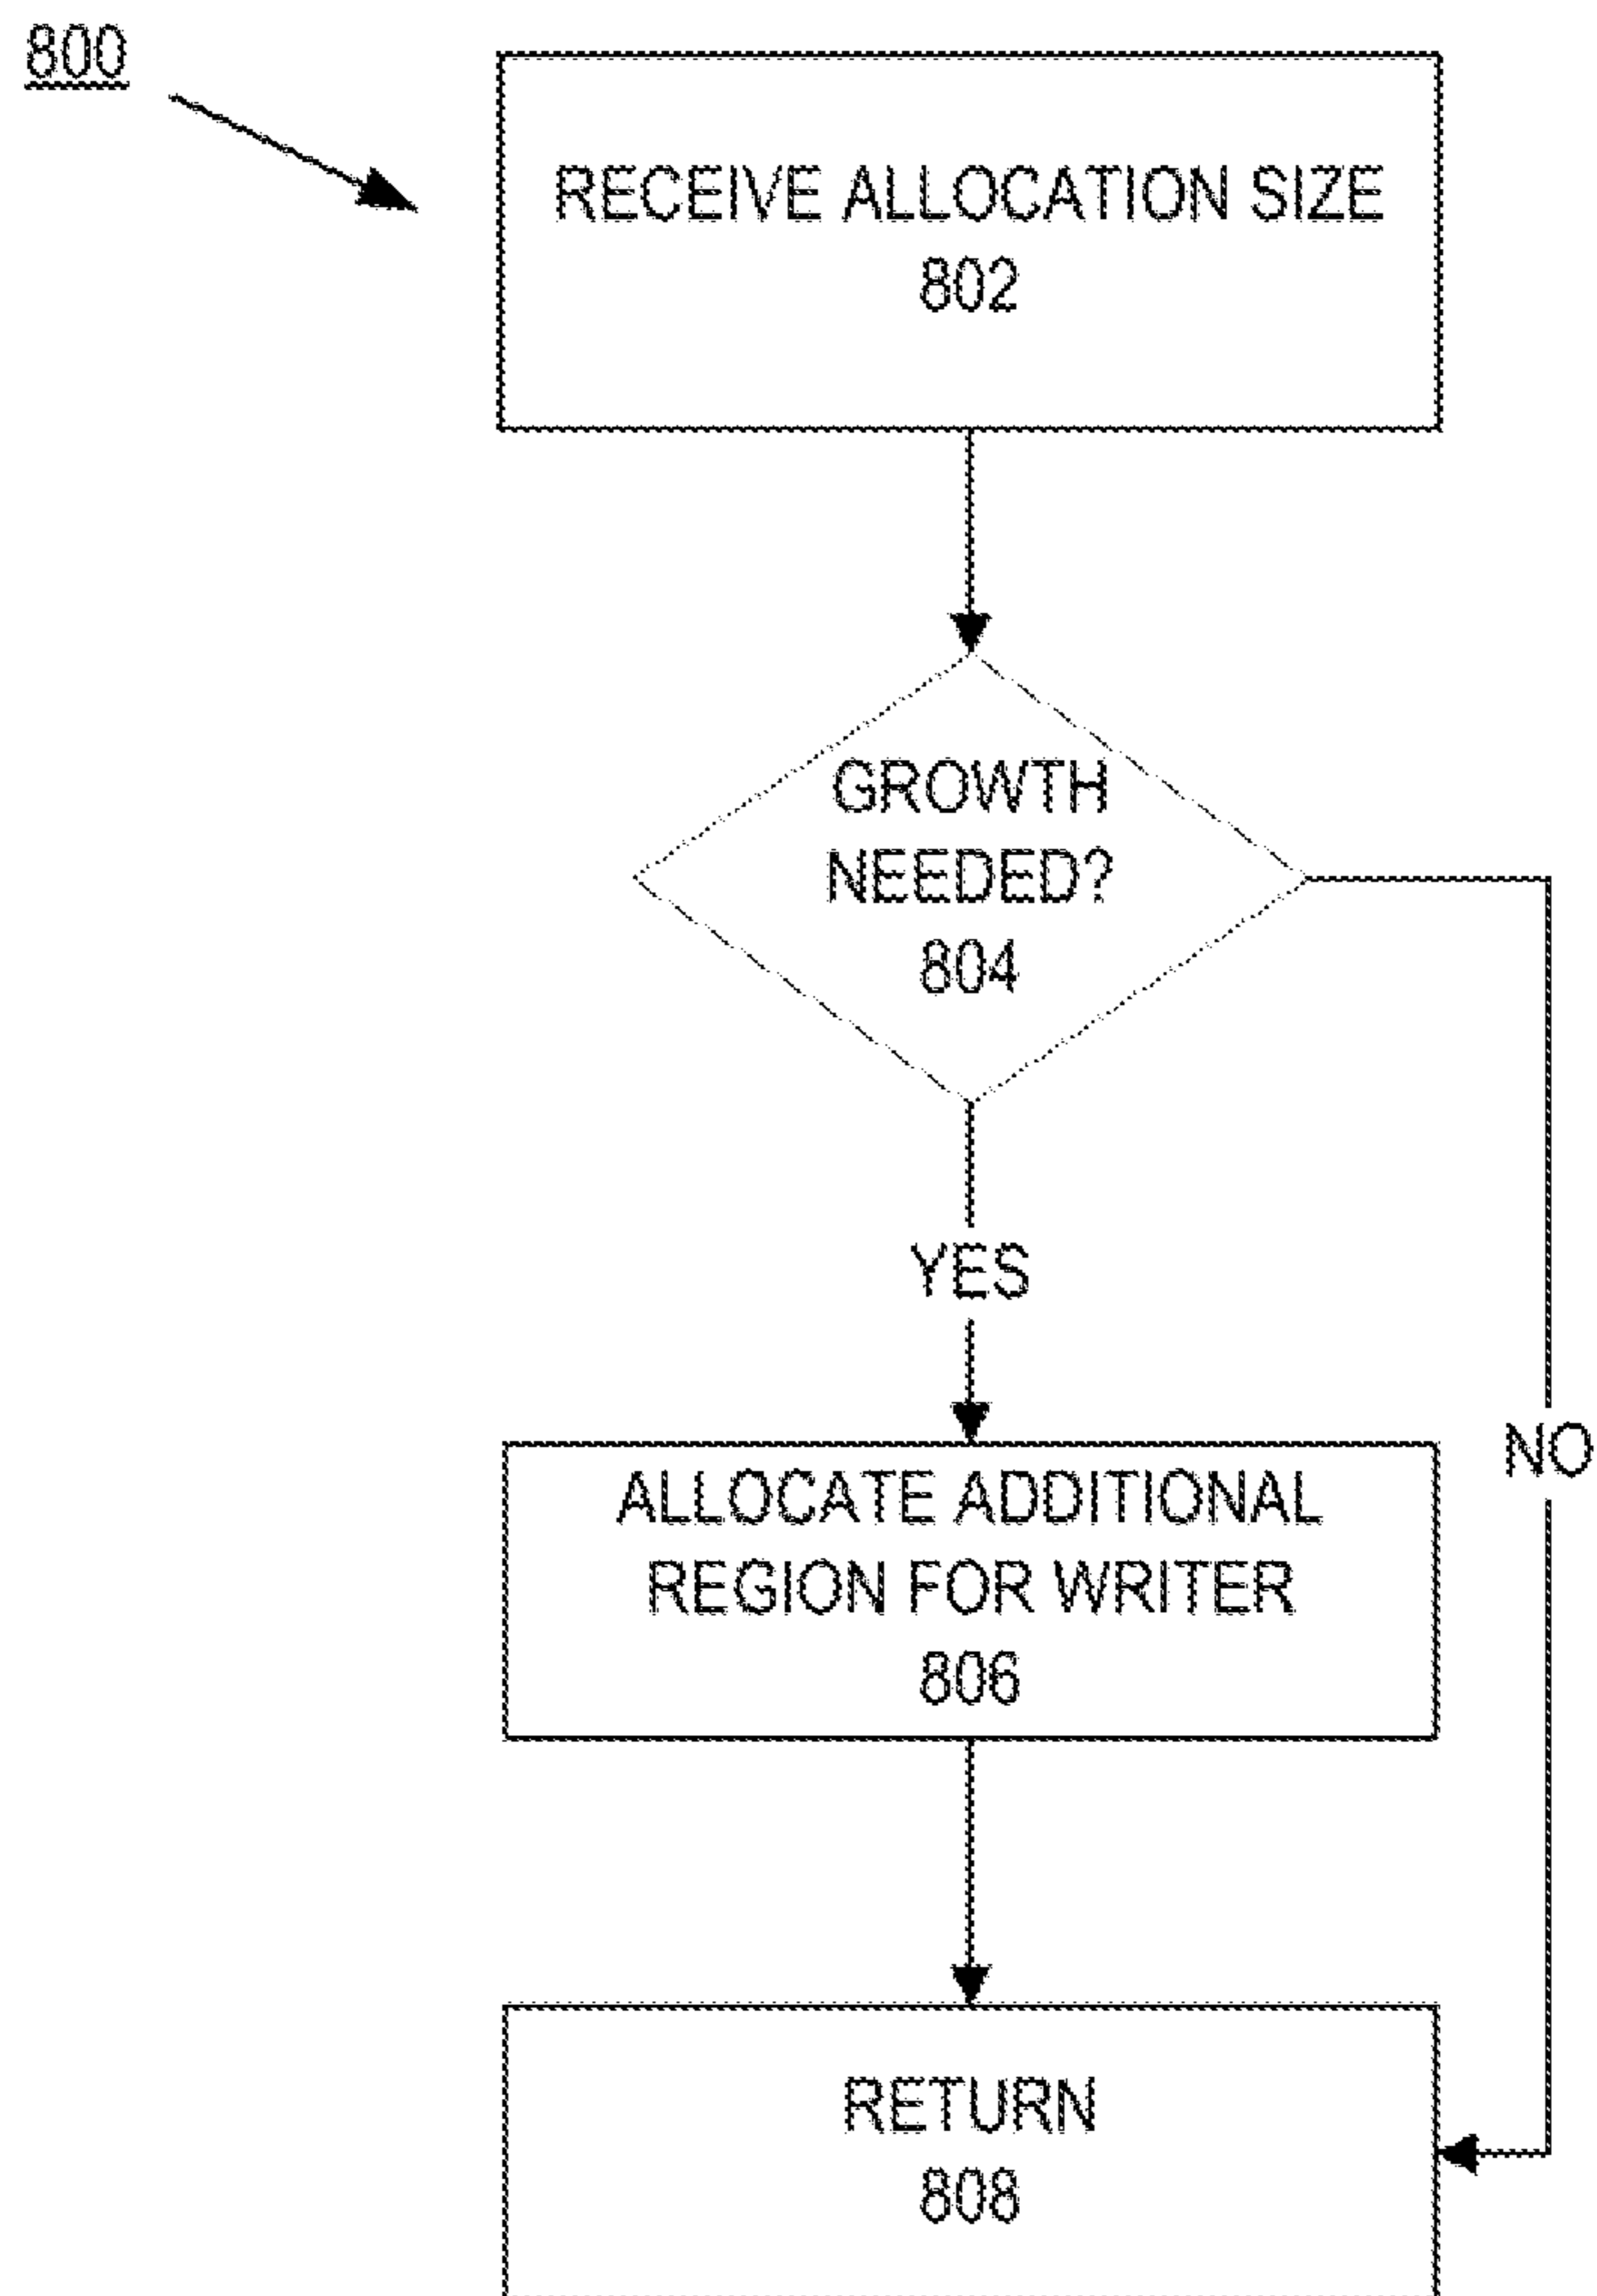 800
RECEIVE ALLOCATION SIZE
802
GROWTH
NEEDED?
804
YES
NO
ALLOCATE ADDITIONAL
REGION FOR WRITER
806
RETURN
808